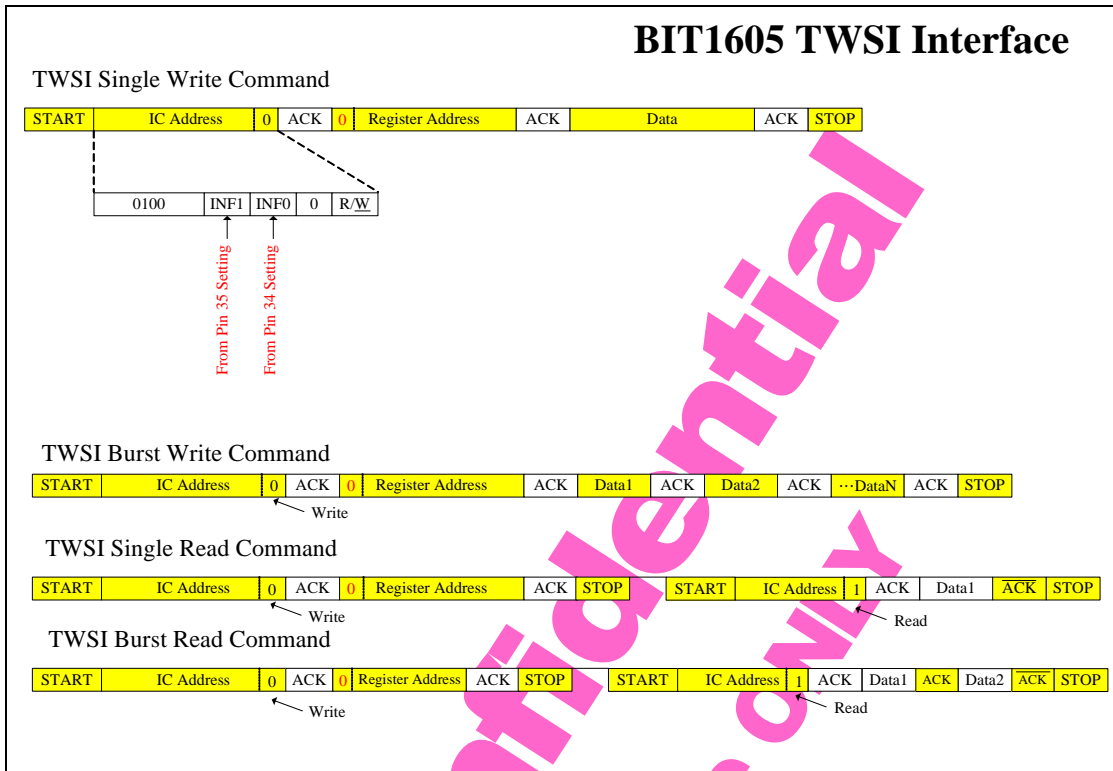 BIT1605 TWSI Interface
TWSI Single Write Command
START IC Address 0 ACK 0 Register Address ACK Data ACK STOP
0100 INF1 INF0 0 R/W
From Pin 35 Setting
From Pin 34 Setting
TWSI Burst Write Command
START IC Address 0 ACK 0 Register Address ACK Data1 ACK Data2 ACK ⋯DataN ACK STOP
Write
TWSI Single Read Command
START IC Address 0 ACK 0 Register Address ACK STOP START IC Address 1 ACK Data1 ACK STOP
Write Read
TWSI Burst Read Command
START IC Address 0 ACK 0 Register Address ACK STOP START IC Address 1 ACK Data1 ACK Data2 ACK STOP
Write Read
fidential
ONLY